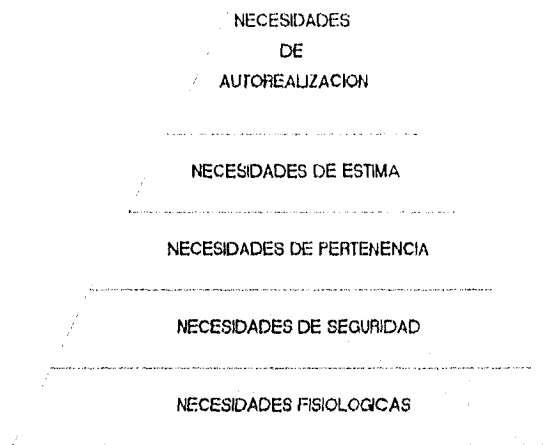 NECESIDADES
DE
AUTOREALIZACION
NECESIDADES DE ESTIMA
NECESIDADES DE PERTENENCIA
NECESIDADES DE SEGURIDAD
NECESIDADES FISIOLOGICAS